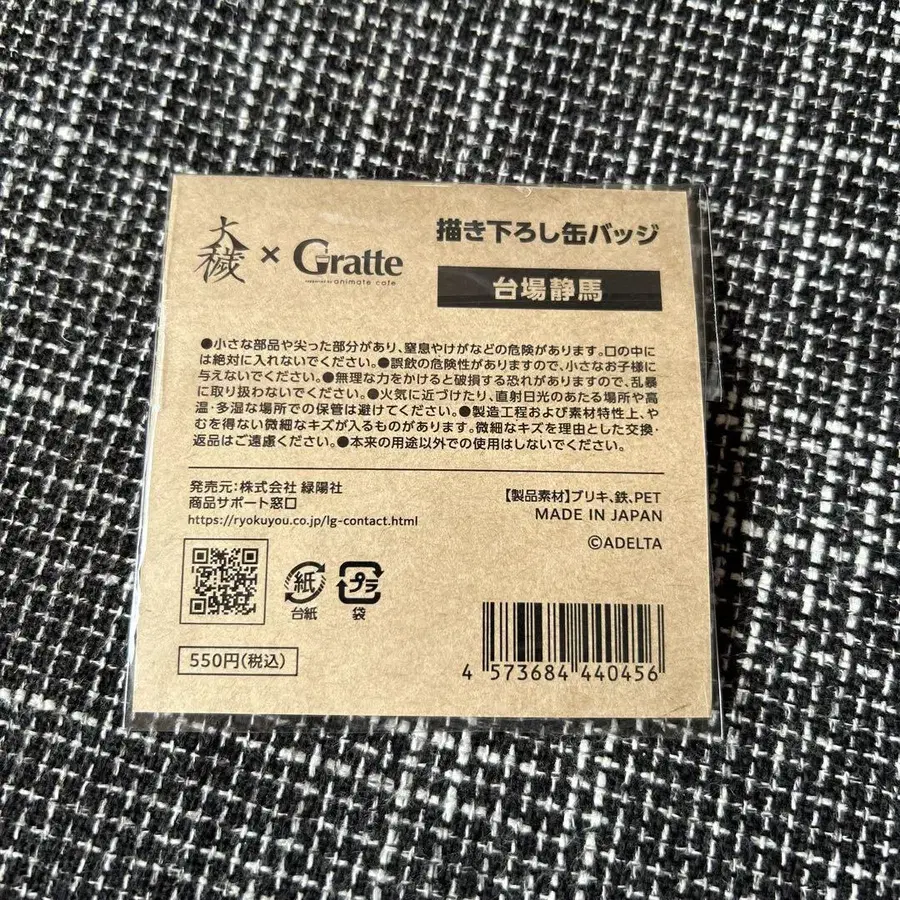 大穢 × Gratte
presented by animate cafe
描き下ろし缶バッジ
台場静馬
●小さな部品や尖った部分があり、窒息やけがなどの危険があります。口の中に
は絶対に入れないでください。●誤飲の危険性がありますので、小さなお子様に
与えないでください。●無理な力をかけると破損する恐れがありますので、乱暴
に取り扱わないでください。●火気に近づけたり、直射日光のあたる場所や高
温・多湿な場所での保管は避けてください。●製造工程および素材特性上、や
むを得ない微細なキズが入るものがあります。微細なキズを理由とした交換・
返品はご遠慮ください。●本来の用途以外での使用はしないでください。
発売元:株式会社 緑陽社
商品サポート窓口
https://ryokuyou.co.jp/lg-contact.html
【製品素材】ブリキ、鉄、PET
MADE IN JAPAN
©ADELTA
紙
台紙
プラ
袋
550円(税込)
4 573684 440456